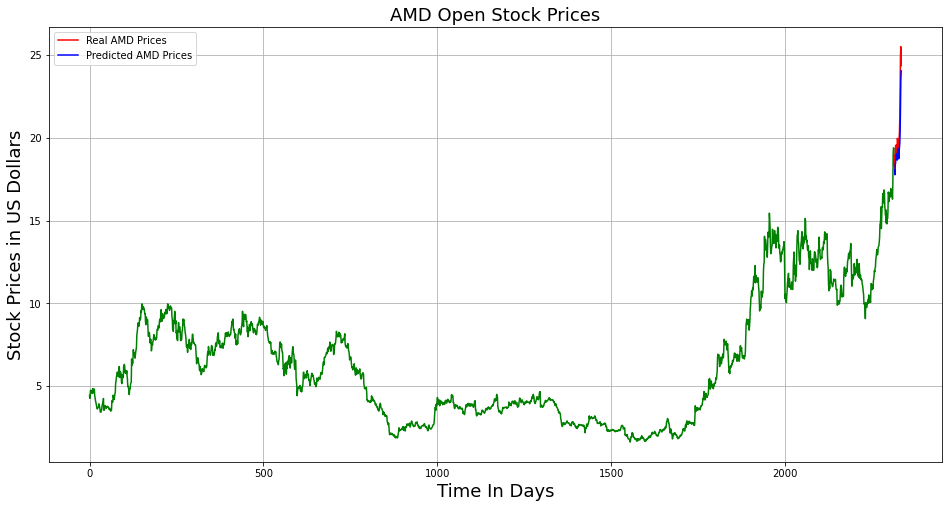 AMD Open Stock Prices
Real AMD Prices
Predicted AMD Prices
Stock Prices in US Dollars
25
20
15
10
5
0
500
1000
1500
2000
Time In Days